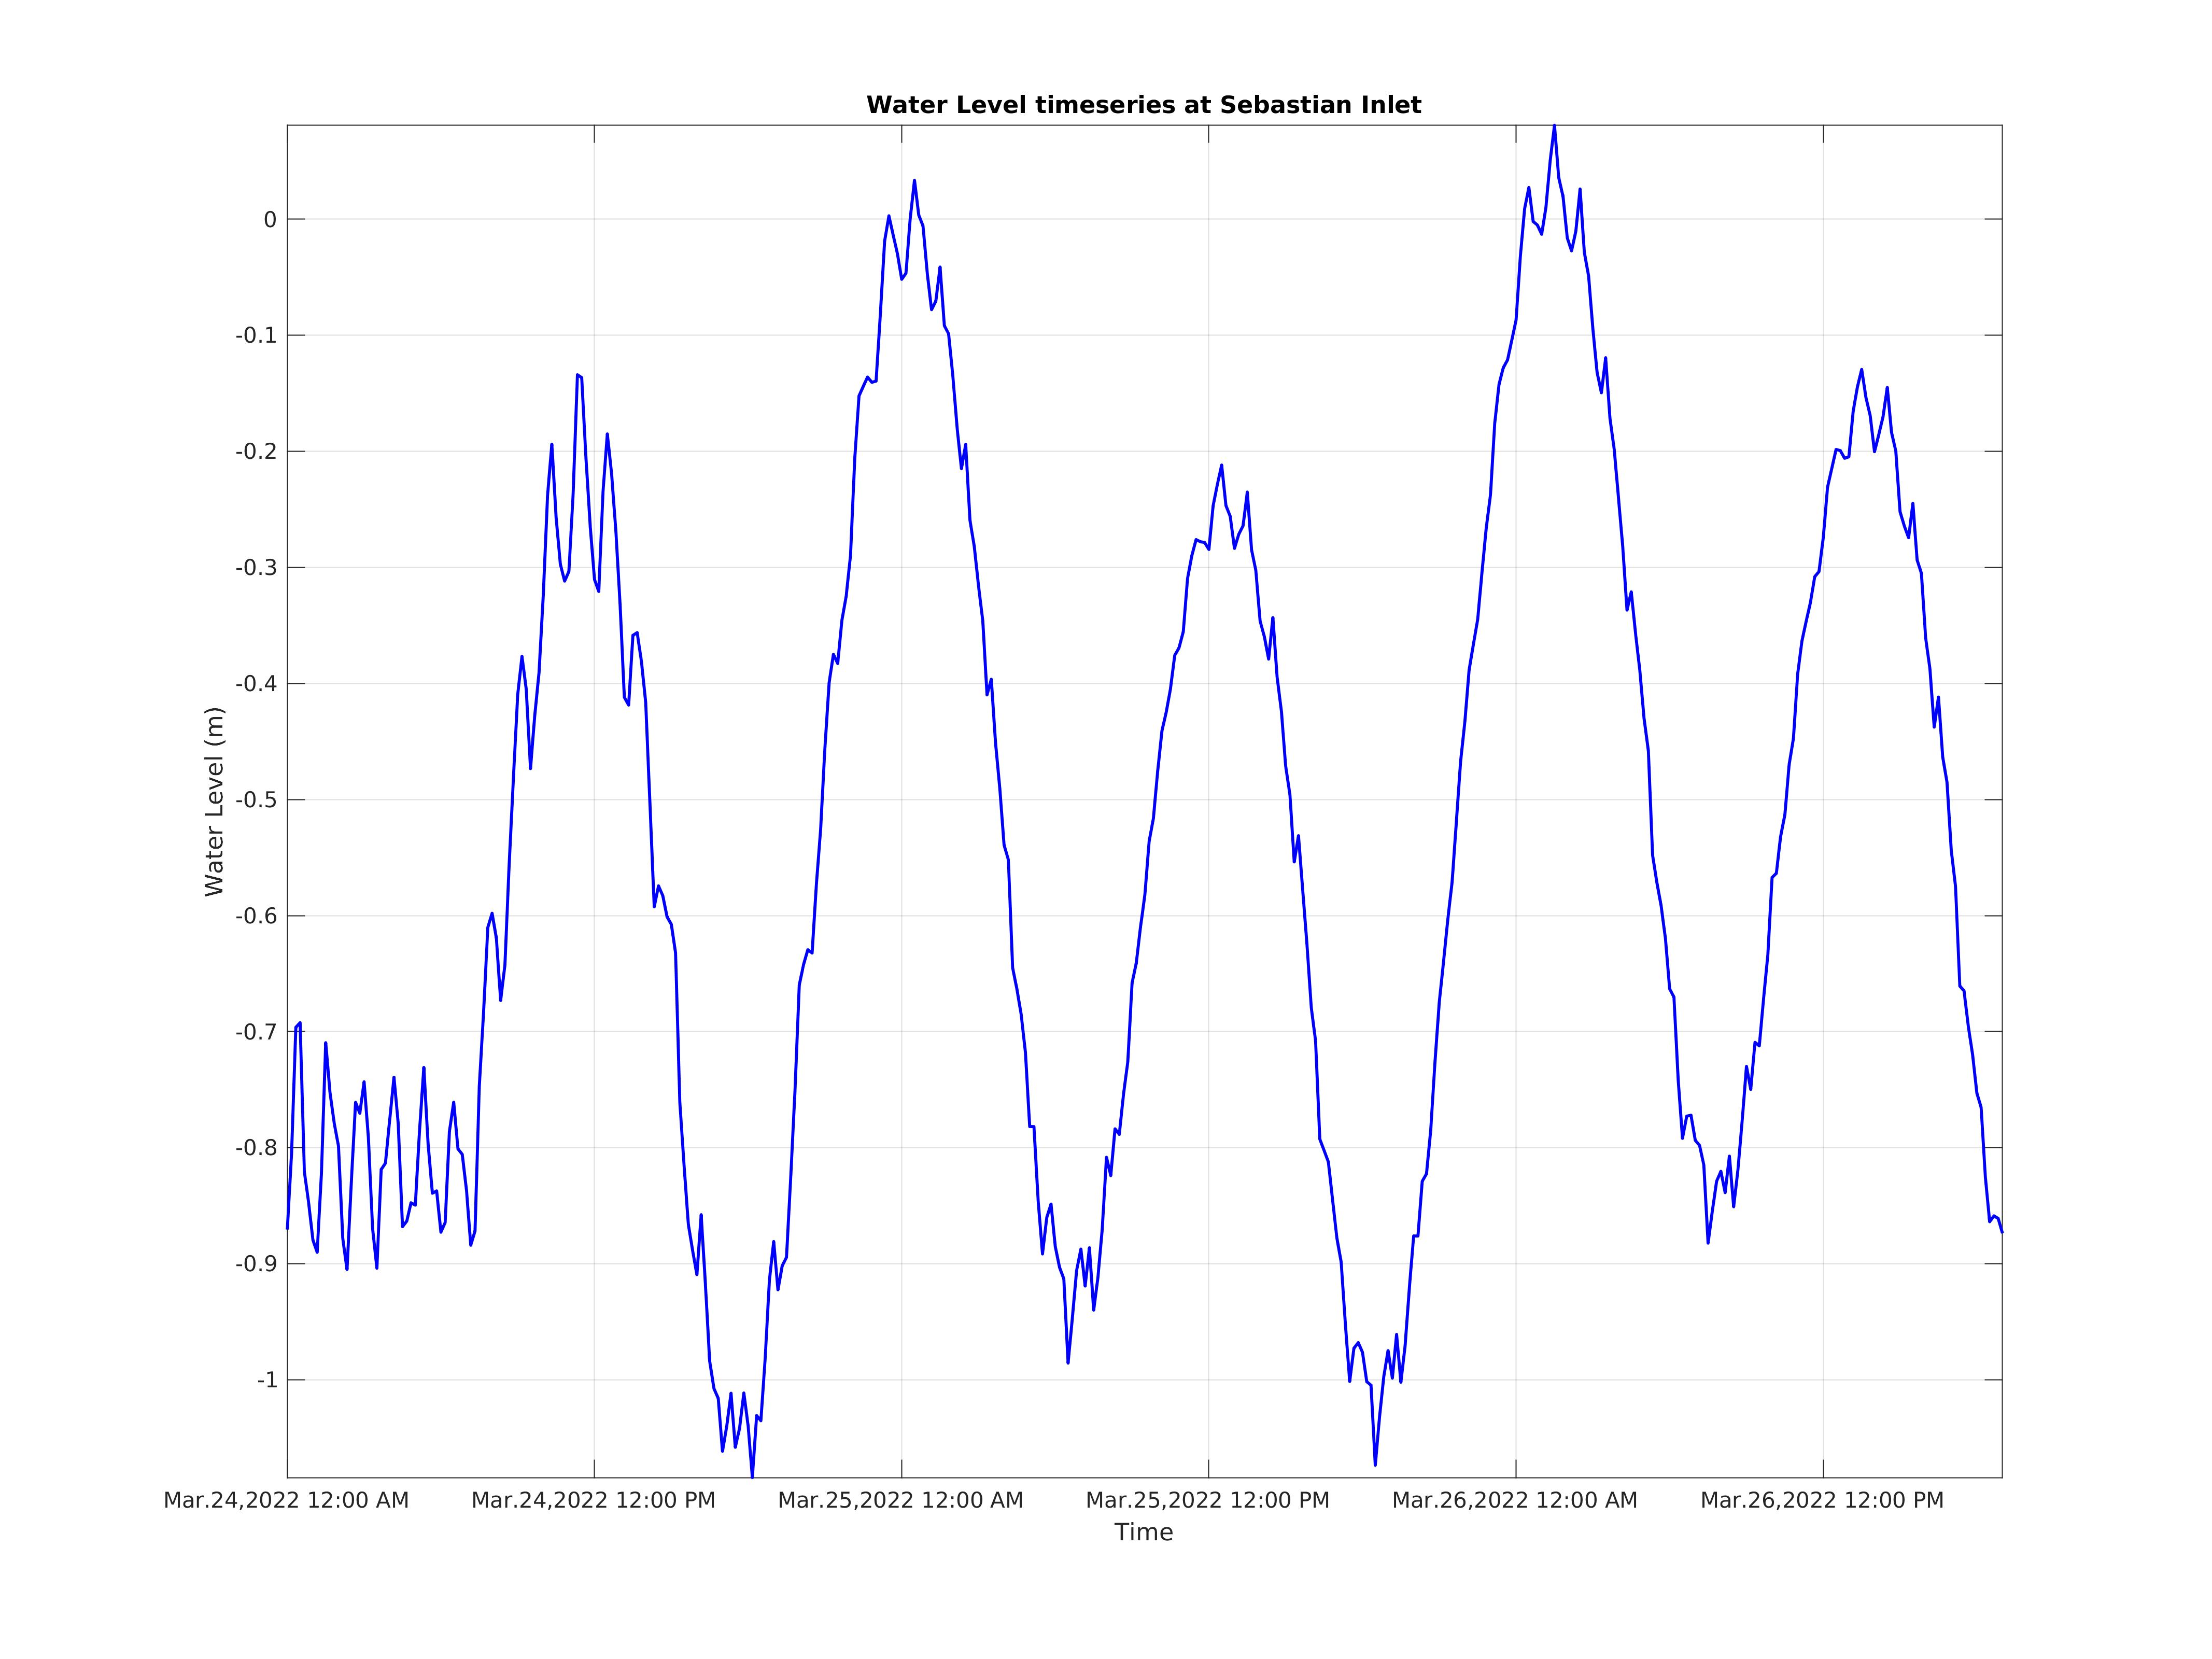 Water Level timeseries at Sebastian Inlet
0
-0.1
-0.2
-0.3
-0.4
-0.5
-0.6
-0.7
-0.8
-0.9
-1
Water Level (m)
Mar.24,2022 12:00 AM Mar.24,2022 12:00 PM Mar.25,2022 12:00 AM Mar.25,2022 12:00 PM Mar.26,2022 12:00 AM Mar.26,2022 12:00 PM
Time